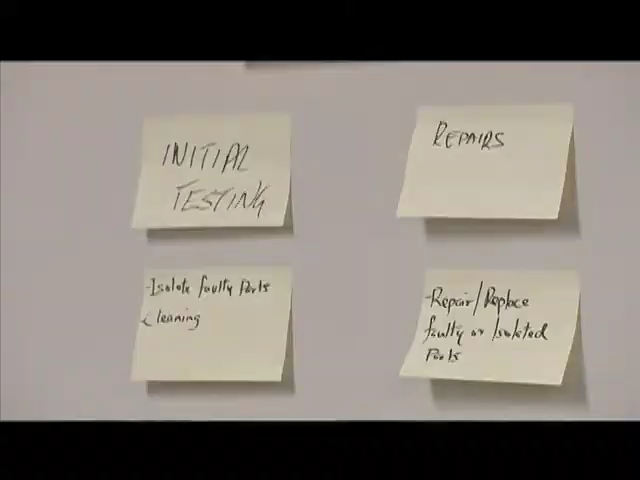 INITIAL
TESTING
REPAIRS
-Isolate faulty Parts
-Cleaning
-Repair/Replace
faulty or Isolated
Parts